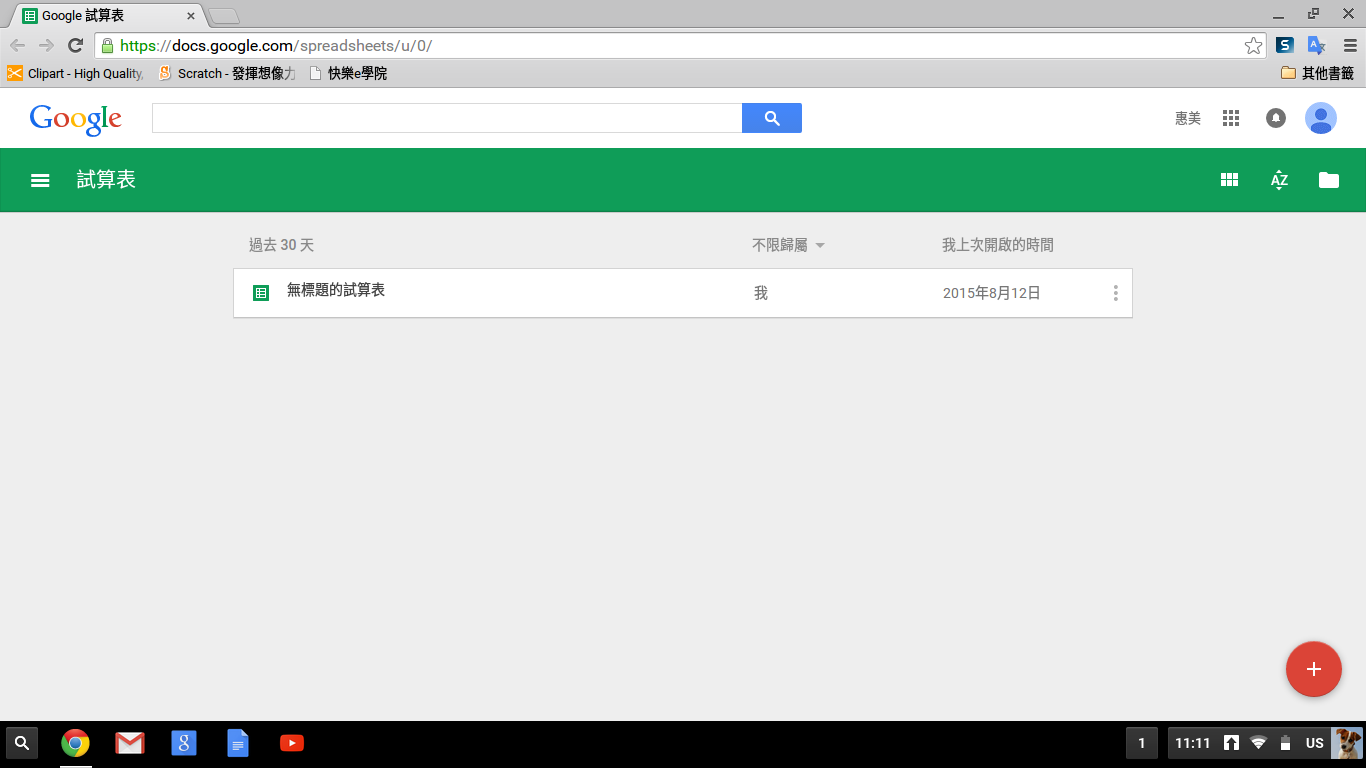 Google 試算表
https://docs.google.com/spreadsheets/u/0/
Clipart - High Quality, Scratch - 發揮想像力 快樂e學院 其他書籤
Google 惠美
試算表 AZ
過去 30 天 不限歸屬 我上次開啟的時間
無標題的試算表 我 2015年8月12日
1 11:11 US